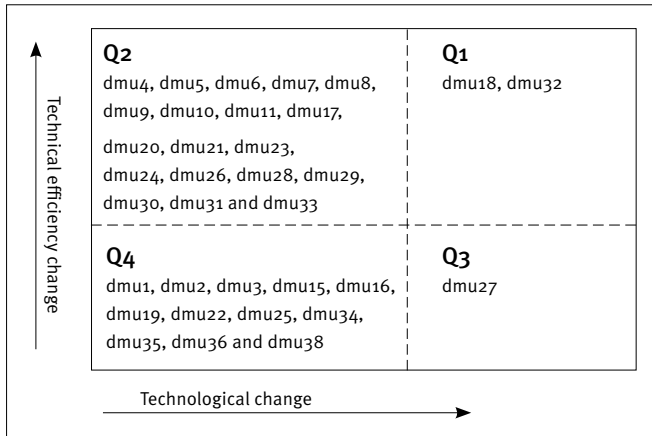 Technical efficiency change
Q2
dmu4, dmu5, dmu6, dmu7, dmu8,
dmu9, dmu10, dmu11, dmu17,
dmu20, dmu21, dmu23,
dmu24, dmu26, dmu28, dmu29,
dmu30, dmu31 and dmu33
Q1
dmu18, dmu32
Q4
dmu1, dmu2, dmu3, dmu15, dmu16,
dmu19, dmu22, dmu25, dmu34,
dmu35, dmu36 and dmu38
Q3
dmu27
Technological change